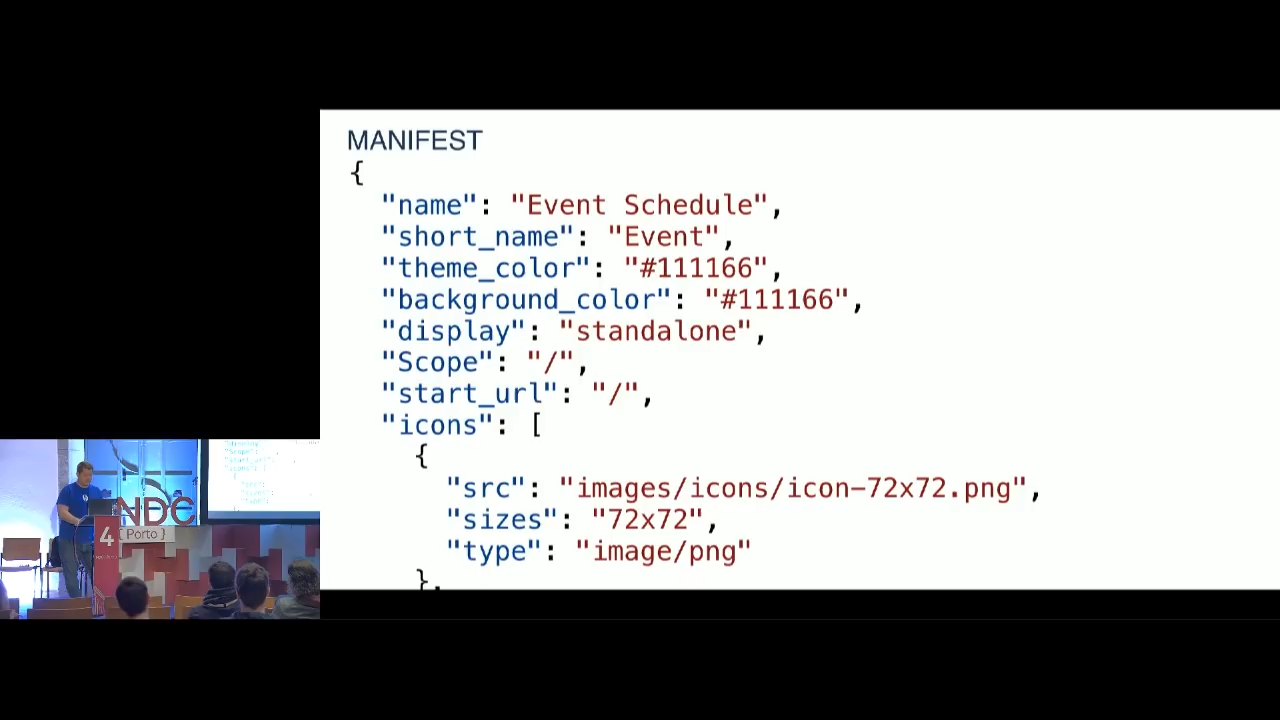 MANIFEST
{
"name": "Event Schedule",
"short_name": "Event",
"theme_color": "#111166",
"background_color": "#111166",
"display": "standalone",
"Scope": "/",
"start_url": "/",
"icons": [
{
"src": "images/icons/icon-72x72.png",
"sizes": "72x72",
"type": "image/png"
},
NDC
{ Porto }
4